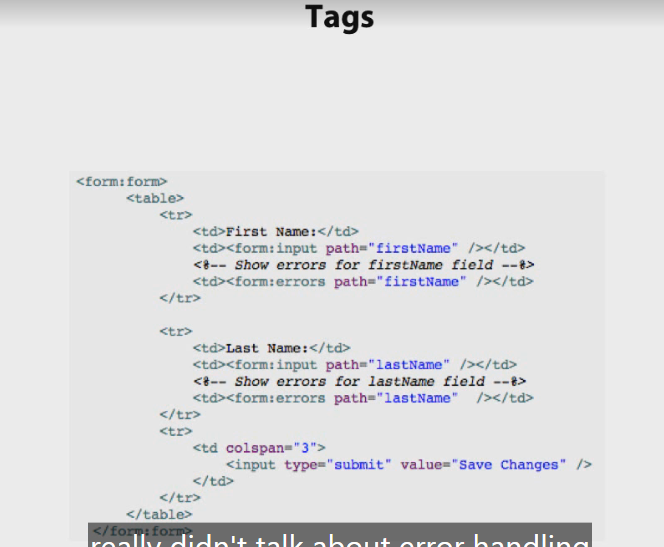 Tags
<form:form>
<table>
<tr>
<td>First Name:</td>
<td><form:input path="firstName" /></td>
<%-- Show errors for firstName field --%>
<td><form:errors path="firstName" /></td>
</tr>
<tr>
<td>Last Name:</td>
<td><form:input path="lastName" /></td>
<%-- Show errors for lastName field --%>
<td><form:errors path="lastName"  /></td>
</tr>
<tr>
<td colspan="3">
<input type="submit" value="Save Changes" />
</td>
</tr>
</table>
</form:form>
really didn't talk about error handling